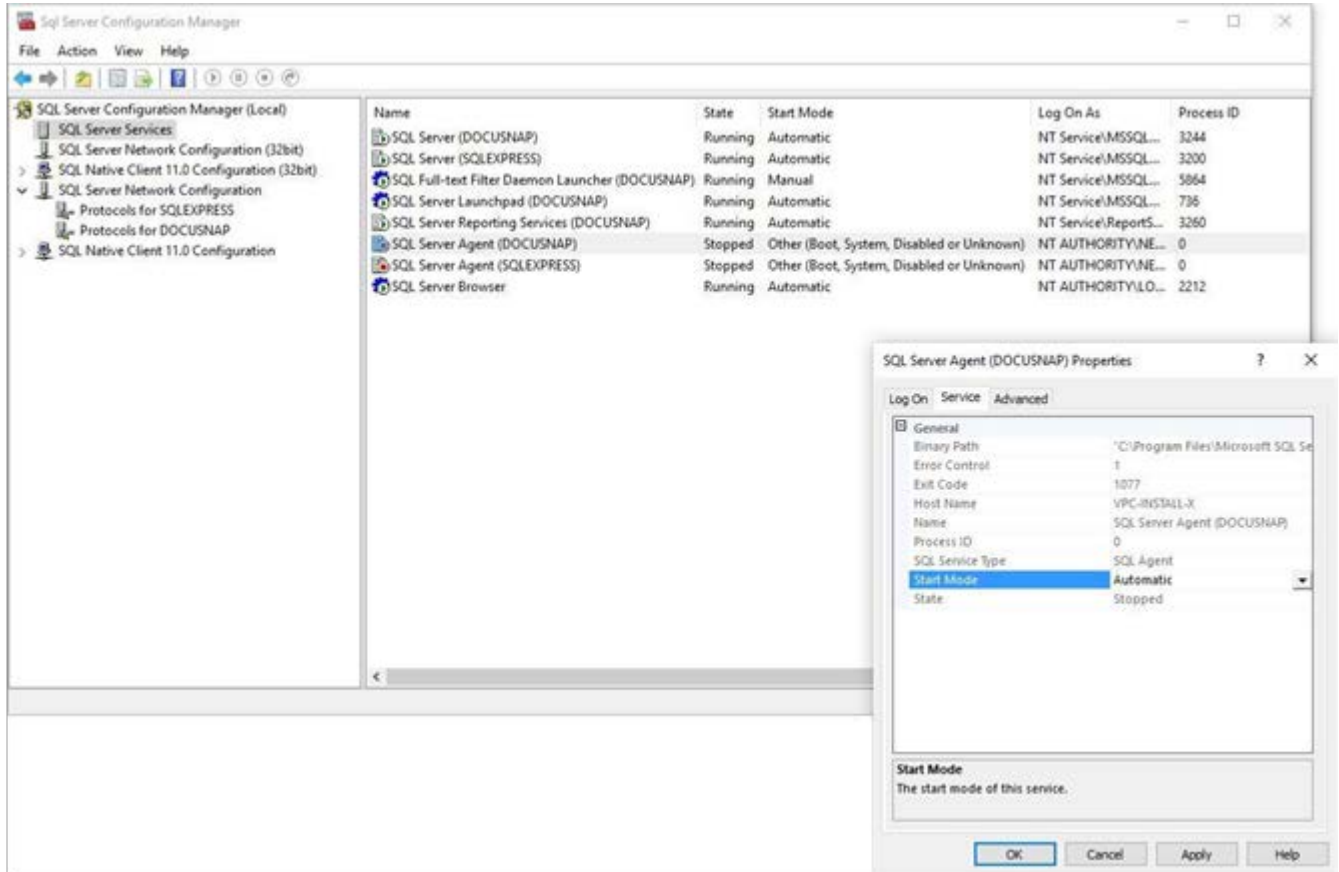 Sql Server Configuration Manager
File Action View Help
SQL Server Configuration Manager (Local)
SQL Server Services
SQL Server Network Configuration (32bit)
SQL Native Client 11.0 Configuration (32bit)
SQL Server Network Configuration
Protocols for SQLEXPRESS
Protocols for DOCUSNAP
SQL Native Client 11.0 Configuration
Name State Start Mode Log On As Process ID
SQL Server (DOCUSNAP) Running Automatic NT Service\MSSQL... 3244
SQL Server (SQLEXPRESS) Running Automatic NT Service\MSSQL... 3200
SQL Full-text Filter Daemon Launcher (DOCUSNAP) Running Manual NT Service\MSSQL... 5864
SQL Server Launchpad (DOCUSNAP) Running Automatic NT Service\MSSQL... 736
SQL Server Reporting Services (DOCUSNAP) Running Automatic NT Service\ReportS... 3260
SQL Server Agent (DOCUSNAP) Stopped Other (Boot, System, Disabled or Unknown) NT AUTHORITY\NE... 0
SQL Server Agent (SQLEXPRESS) Stopped Other (Boot, System, Disabled or Unknown) NT AUTHORITY\NE... 0
SQL Server Browser Running Automatic NT AUTHORITY\LO... 2212
SQL Server Agent (DOCUSNAP) Properties
Log On Service Advanced
General
Binary Path "C:\Program Files\Microsoft SQL Se
Error Control 1
Exit Code 1077
Host Name VPC-INSTALL-X
Name SQL Server Agent (DOCUSNAP)
Process ID 0
SQL Service Type SQL Agent
Start Mode Automatic
State Stopped
Start Mode
The start mode of this service.
OK Cancel Apply Help